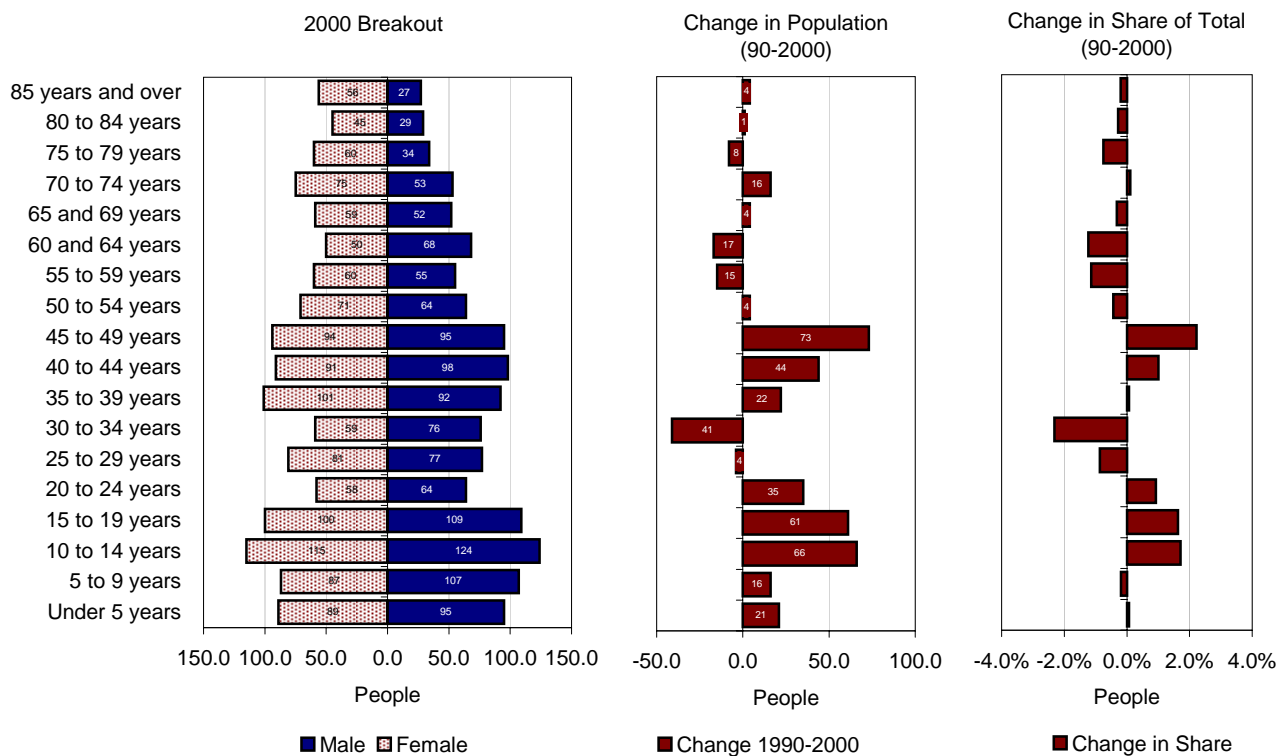 2000 Breakout
Change in Population
(90-2000)
Change in Share of Total
(90-2000)
85 years and over 56 27 4
80 to 84 years 45 29 1
75 to 79 years 60 34 8
70 to 74 years 75 53 16
65 and 69 years 59 52 4
60 and 64 years 50 68 17
55 to 59 years 60 55 15
50 to 54 years 71 64 4
45 to 49 years 94 95 73
40 to 44 years 91 98 44
35 to 39 years 101 92 22
30 to 34 years 59 76 41
25 to 29 years 81 77 4
20 to 24 years 58 64 35
15 to 19 years 100 109 61
10 to 14 years 115 124 66
5 to 9 years 87 107 16
Under 5 years 89 95 21
150.0 100.0 50.0 0.0 50.0 100.0 150.0 -50.0 0.0 50.0 100.0 -4.0% -2.0% 0.0% 2.0% 4.0%
People People People
Male Female Change 1990-2000 Change in Share